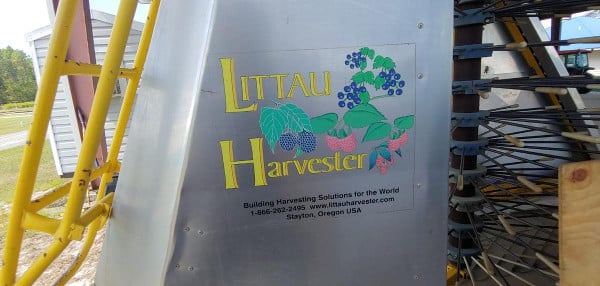 LITTAU
HARVESTER
Building Harvesting Solutions for the World
1-866-262-2495 www.littauharvester.com
Stayton, Oregon USA